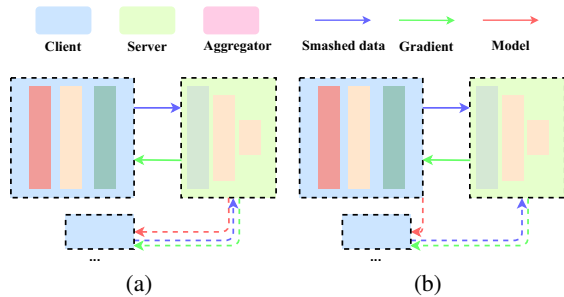 Client Server Aggregator Smashed data Gradient Model
... ...
(a) (b)